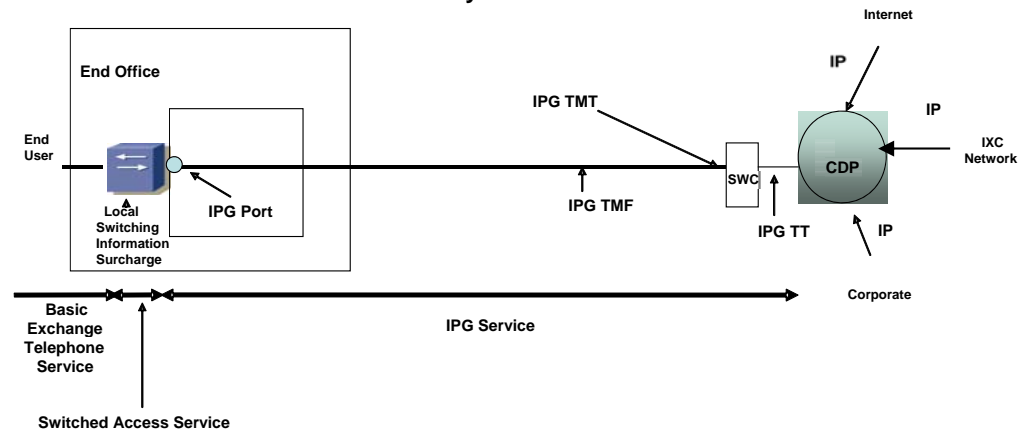 Internet
End Office
IP
IPG TMT
IP
End
User
IXC
Network
SWC
CDP
Local
Switching
Information
Surcharge
IPG Port
IPG TMF
IPG TT
IP
Basic
Exchange
Telephone
Service
IPG Service
Corporate
Switched Access Service